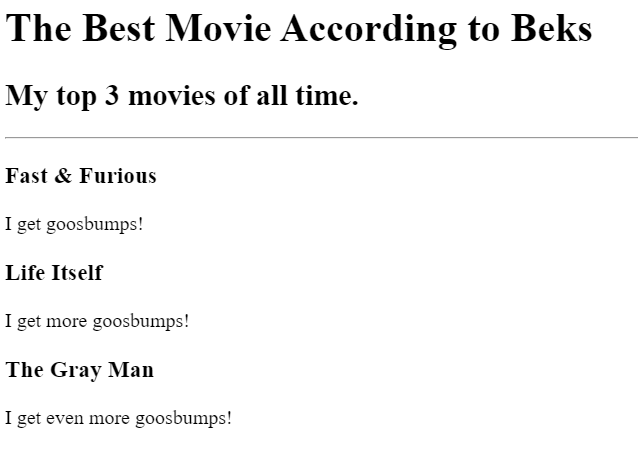 The Best Movie According to Beks
My top 3 movies of all time.
Fast & Furious
I get goosbumps!
Life Itself
I get more goosbumps!
The Gray Man
I get even more goosbumps!